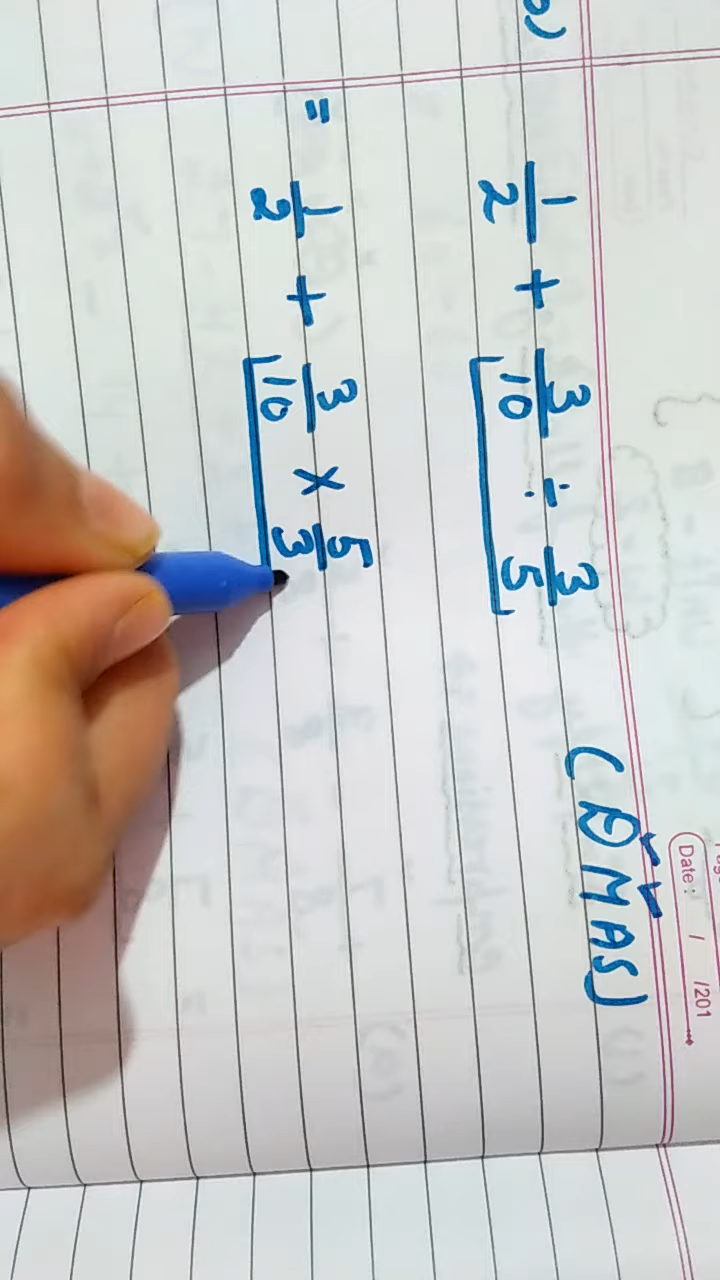 Date : / /201
1/2 + 3/10 ÷ 3/5 (DMAS)
= 1/2 + 3/10 × 5/3